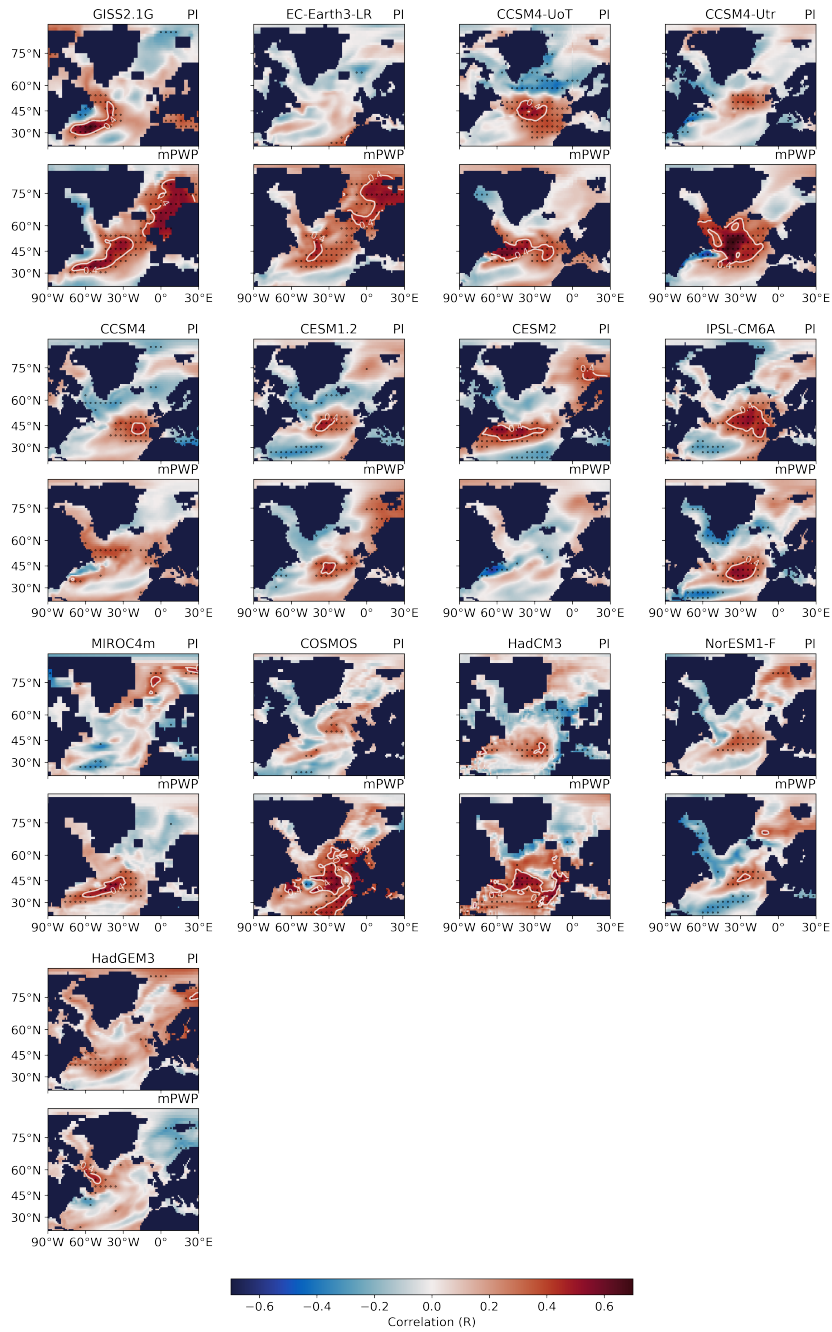 GISS2.1G PI EC-Earth3-LR PI CCSM4-UoT PI CCSM4-Utr PI
75°N
60°N
45°N
30°N
mPWP mPWP mPWP mPWP
75°N
60°N
45°N
30°N
90°W 60°W 30°W 0° 30°E 90°W 60°W 30°W 0° 30°E 90°W 60°W 30°W 0° 30°E 90°W 60°W 30°W 0° 30°E
CCSM4 PI CESM1.2 PI CESM2 PI IPSL-CM6A PI
75°N
60°N
45°N
30°N
mPWP mPWP mPWP mPWP
75°N
60°N
45°N
30°N
90°W 60°W 30°W 0° 30°E 90°W 60°W 30°W 0° 30°E 90°W 60°W 30°W 0° 30°E 90°W 60°W 30°W 0° 30°E
MIROC4m PI COSMOS PI HadCM3 PI NorESM1-F PI
75°N
60°N
45°N
30°N
mPWP mPWP mPWP mPWP
75°N
60°N
45°N
30°N
90°W 60°W 30°W 0° 30°E 90°W 60°W 30°W 0° 30°E 90°W 60°W 30°W 0° 30°E 90°W 60°W 30°W 0° 30°E
HadGEM3 PI
75°N
60°N
45°N
30°N
mPWP
75°N
60°N
45°N
30°N
90°W 60°W 30°W 0° 30°E
−0.6 −0.4 −0.2 0.0 0.2 0.4 0.6
Correlation (R)